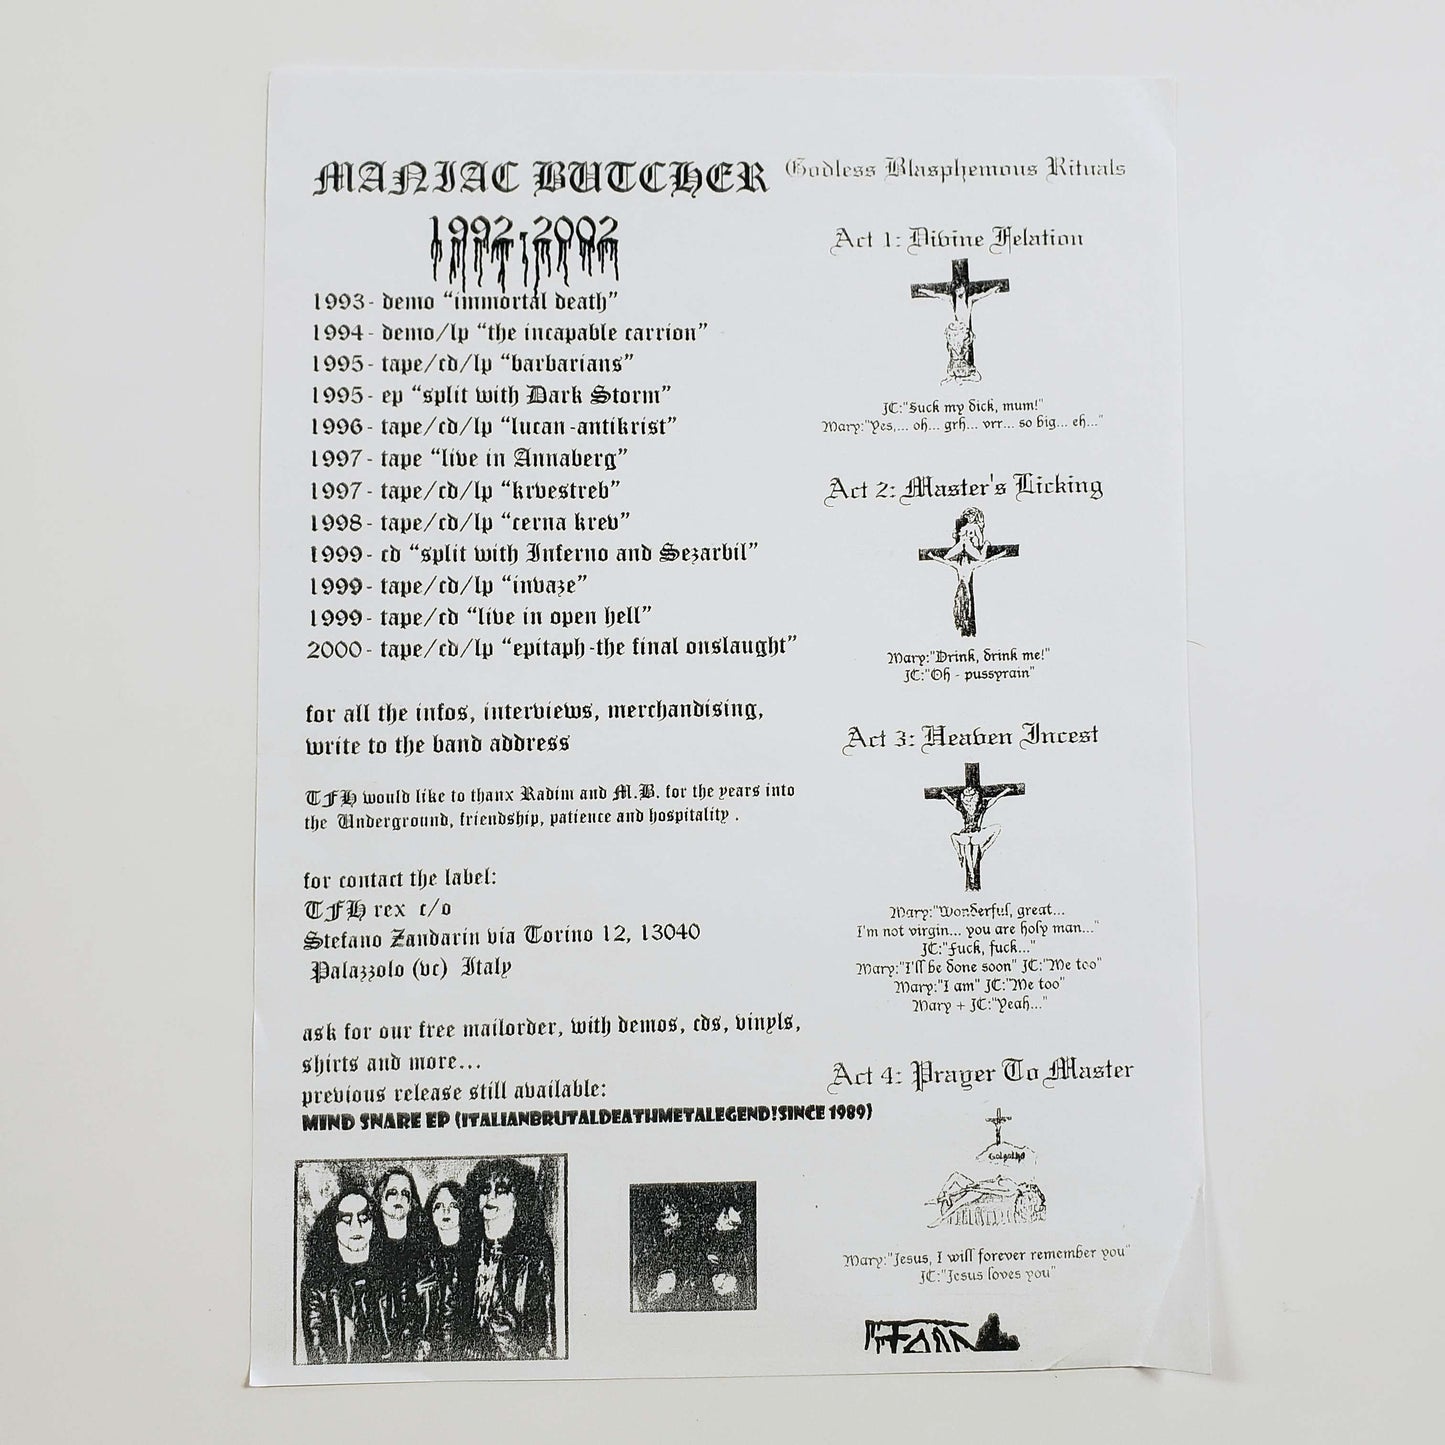 MANIAC BUTCHER
1992-2002
1993- demo “immortal death”
1994- demo/lp “the incapable carrion”
1995- tape/cd/lp “barbarians”
1995- ep “split with Dark Storm”
1996- tape/cd/lp “lucan-antikrist”
1997- tape “live in Annaberg”
1997- tape/cd/lp “krvestreb”
1998- tape/cd/lp “cerna krev”
1999- cd “split with Inferno and Sezarbil”
1999- tape/cd/lp “invaze”
1999- tape/cd “live in open hell”
2000- tape/cd/lp “epitaph-the final onslaught”
for all the infos, interviews, merchandising,
write to the band address
TFH would like to thanx Radim and M.B. for the years into
the Underground, friendship, patience and hospitality .
for contact the label:
TFH rex c/o
Stefano Zandarin via Torino 12, 13040
Palazzolo (vc) Italy
ask for our free mailorder, with demos, cds, vinyls,
shirts and more...
previous release still available:
MIND SNARE EP (ITALIANBRUTALDEATHMETALEGEND!SINCE 1989)
Godless Blasphemous Rituals
Act 1: Divine Felation
JC:"Suck my dick, mum!"
Mary:"Yes,... oh... grh... vrr... so big... eh..."
Act 2: Master's Licking
Mary:"Drink, drink me!"
JC:"Oh - pussyrain"
Act 3: Heaven Incest
Mary:"Wonderful, great...
I'm not virgin... you are holy man..."
JC:"Fuck, fuck..."
Mary:"I'll be done soon" JC:"Me too"
Mary:"I am" JC:"Me too"
Mary + JC:"Yeah..."
Act 4: Prayer To Master
Golgotha
Mary:"Jesus, I will forever remember you"
JC:"Jesus loves you"